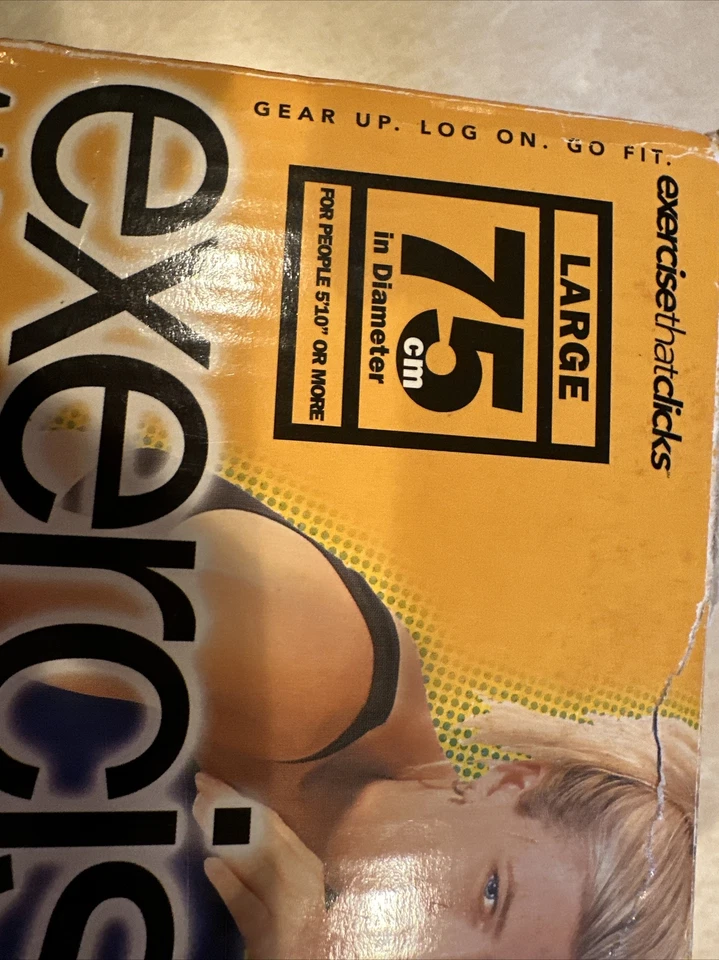 exercisethatclicks
GEAR UP. LOG ON. GO FIT.
LARGE
75
cm
in Diameter
FOR PEOPLE 5'10" OR MORE
exercis